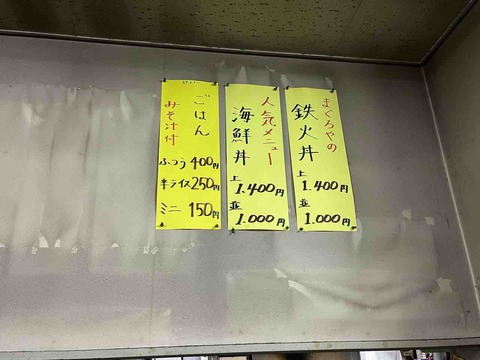 まぐろやの
鉄火丼
上 1.400円
並 1.000円
人気メニュー
海鮮丼
上 1.400円
並 1.000円
ごはん
みそ汁付
ふつう 400円
半ライス 250円
ミニ 150円